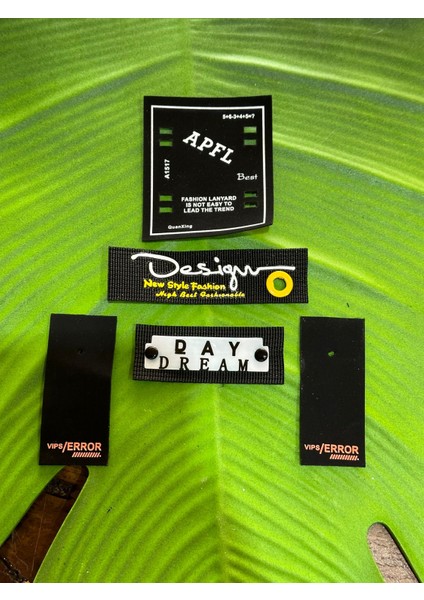 5+6-3+4+5=7
APFL
A1517
Best
FASHION LANYARD
IS NOT EASY TO
LEAD THE TREND
QuanXing
Design
New Style Fashion
High Best Fashionable
DAY
DREAM
VIPS/ERROR
VIPS/ERROR